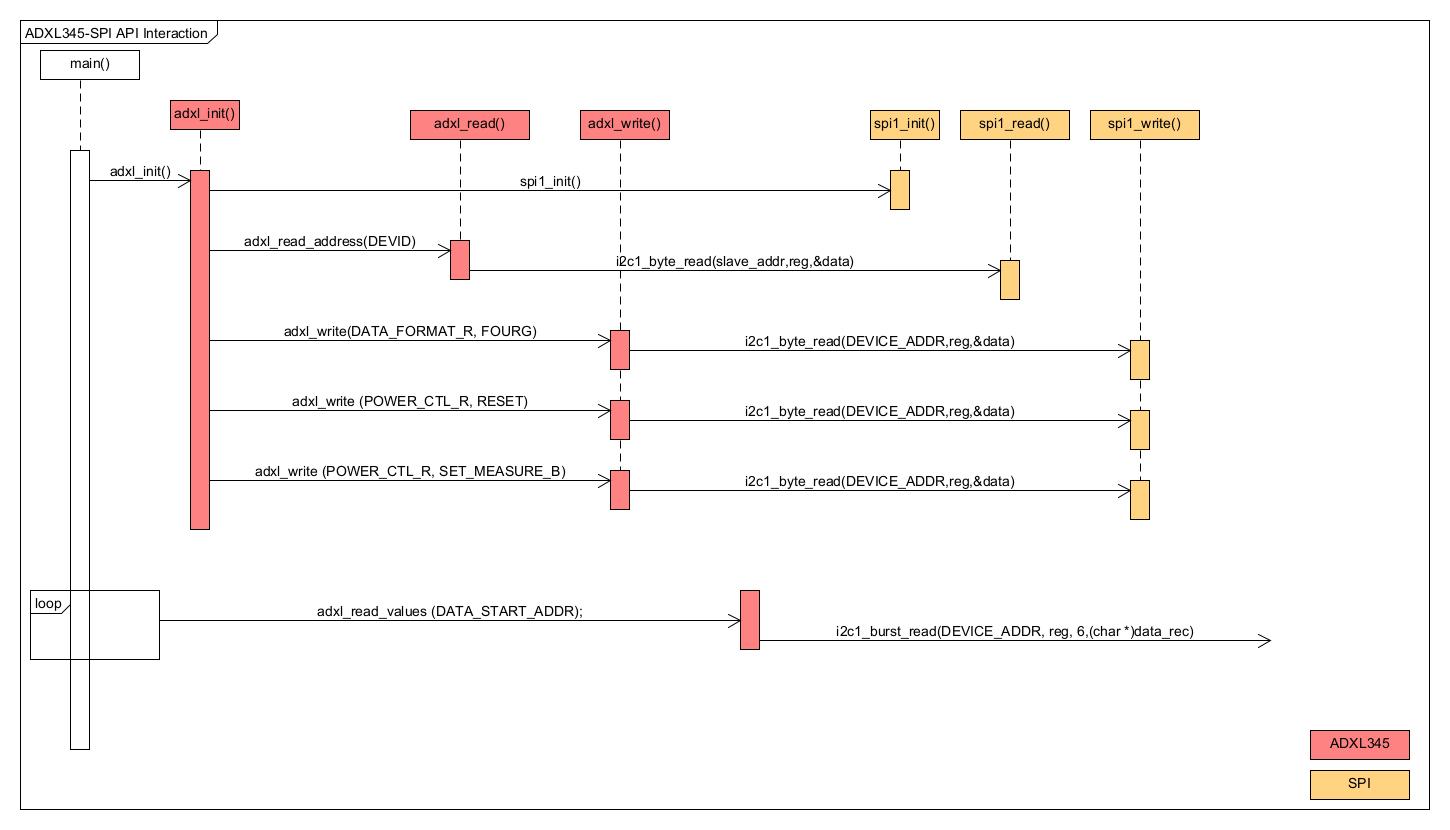 ADXL345-SPI API Interaction
main()
adxl_init()
adxl_read()
adxl_write()
spi1_init()
spi1_read()
spi1_write()
adxl_init()
spi1_init()
adxl_read_address(DEVID)
i2c1_byte_read(slave_addr,reg,&data)
adxl_write(DATA_FORMAT_R, FOURG)
i2c1_byte_read(DEVICE_ADDR,reg,&data)
adxl_write (POWER_CTL_R, RESET)
i2c1_byte_read(DEVICE_ADDR,reg,&data)
adxl_write (POWER_CTL_R, SET_MEASURE_B)
i2c1_byte_read(DEVICE_ADDR,reg,&data)
loop
adxl_read_values (DATA_START_ADDR);
i2c1_burst_read(DEVICE_ADDR, reg, 6,(char *)data_rec)
ADXL345
SPI